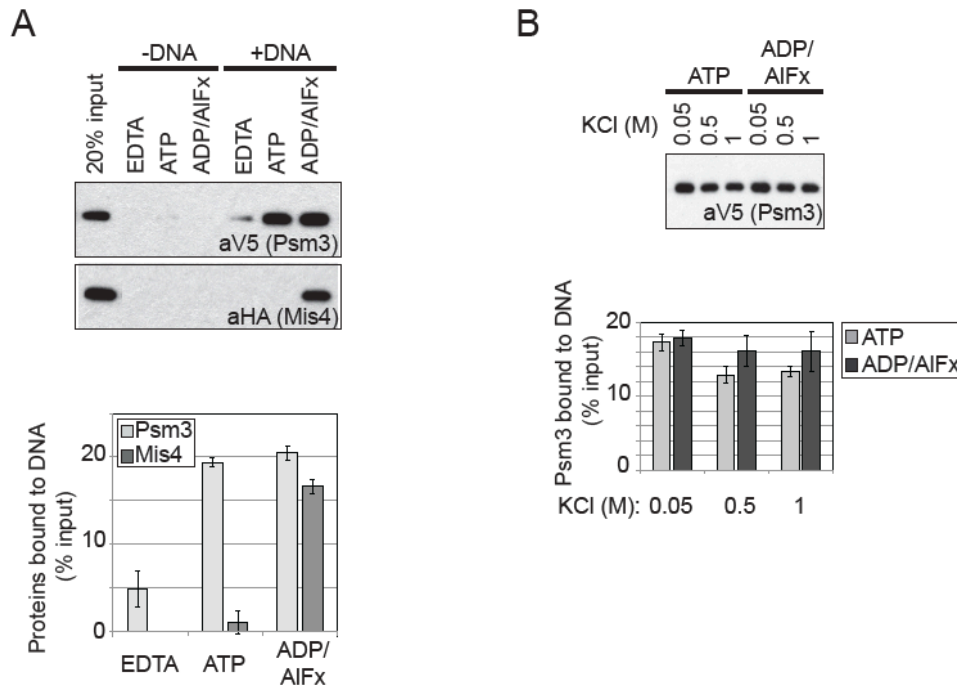 A
-DNA +DNA
20% input
EDTA
ATP
ADP/AlFx
EDTA
ATP
ADP/AlFx
aV5 (Psm3)
aHA (Mis4)
Proteins bound to DNA
(% input)
20
10
0
Psm3
Mis4
EDTA ATP ADP/
AlFx
B
ATP
ADP/
AlFx
KCl (M) 0.05 0.5 1 0.05 0.5 1
aV5 (Psm3)
Psm3 bound to DNA
(% input)
20
10
0
ATP
ADP/AlFx
KCl (M): 0.05 0.5 1